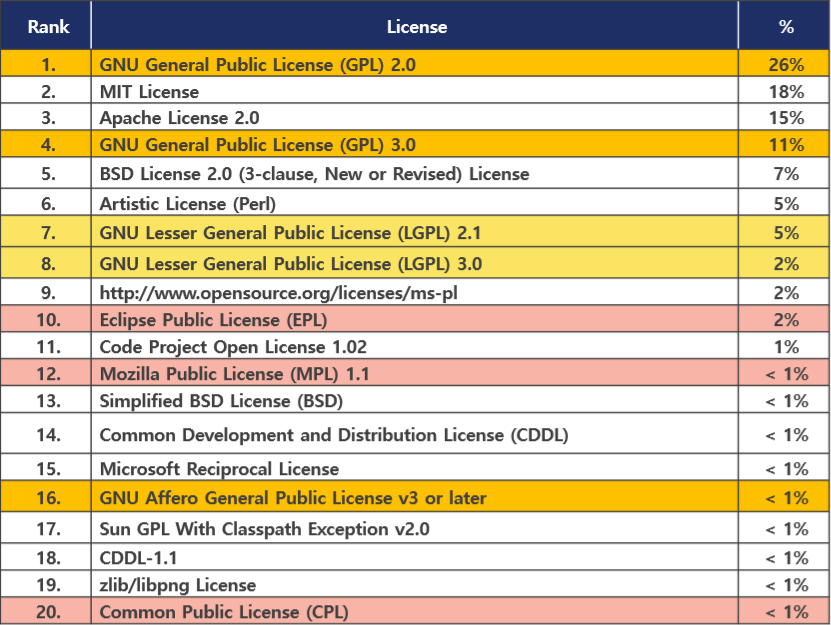 Rank License %
1. GNU General Public License (GPL) 2.0 26%
2. MIT License 18%
3. Apache License 2.0 15%
4. GNU General Public License (GPL) 3.0 11%
5. BSD License 2.0 (3-clause, New or Revised) License 7%
6. Artistic License (Perl) 5%
7. GNU Lesser General Public License (LGPL) 2.1 5%
8. GNU Lesser General Public License (LGPL) 3.0 2%
9. http://www.opensource.org/licenses/ms-pl 2%
10. Eclipse Public License (EPL) 2%
11. Code Project Open License 1.02 1%
12. Mozilla Public License (MPL) 1.1 < 1%
13. Simplified BSD License (BSD) < 1%
14. Common Development and Distribution License (CDDL) < 1%
15. Microsoft Reciprocal License < 1%
16. GNU Affero General Public License v3 or later < 1%
17. Sun GPL With Classpath Exception v2.0 < 1%
18. CDDL-1.1 < 1%
19. zlib/libpng License < 1%
20. Common Public License (CPL) < 1%